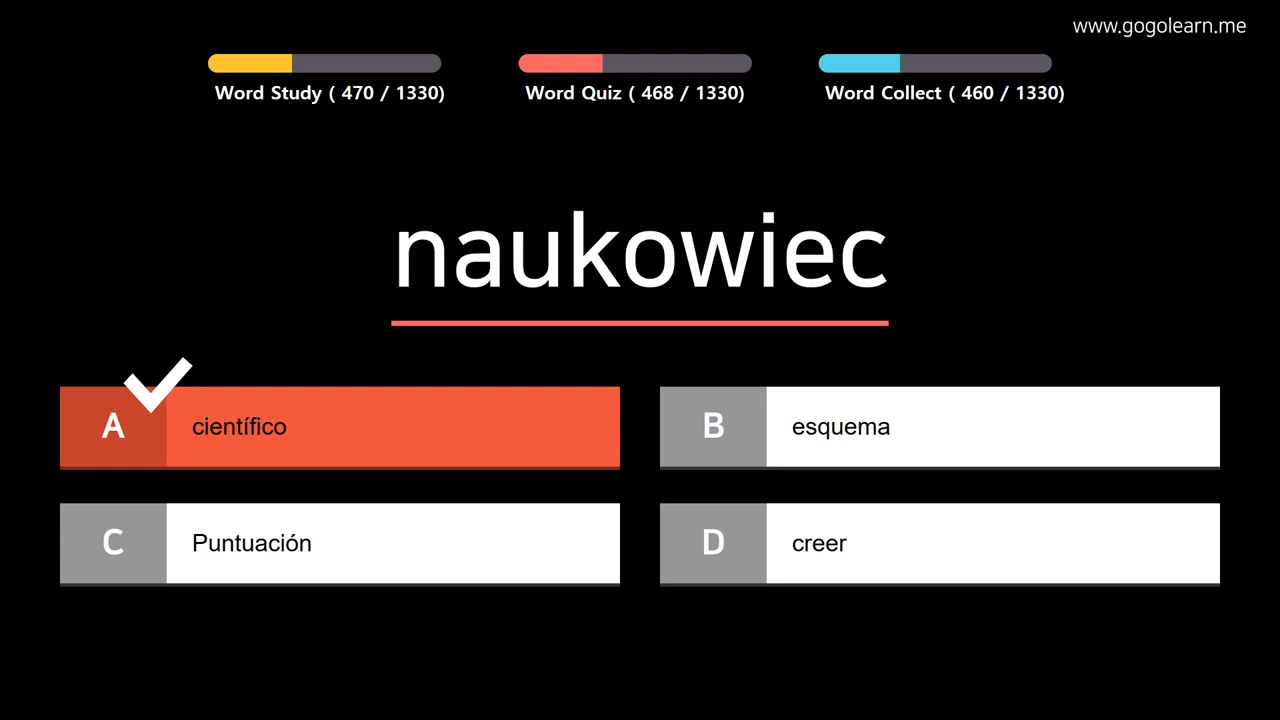 www.gogolearn.me
Word Study ( 470 / 1330)
Word Quiz ( 468 / 1330)
Word Collect ( 460 / 1330)
naukowiec
A científico
B esquema
C Puntuación
D creer